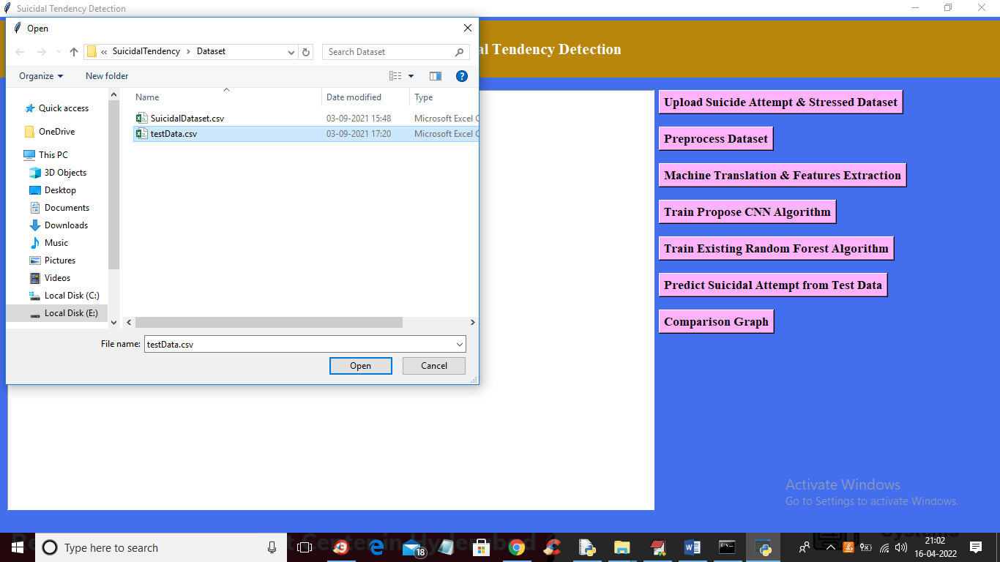 Suicidal Tendency Detection
Open
« SuicidalTendency > Dataset
Search Dataset
al Tendency Detection
Organize
New folder
Name
Date modified
Type
Quick access
OneDrive
This PC
3D Objects
Desktop
Documents
Downloads
Music
Pictures
Videos
Local Disk (C:)
Local Disk (E:)
SuicidalDataset.csv 03-09-2021 15:48 Microsoft Excel C
testData.csv 03-09-2021 17:20 Microsoft Excel C
File name: testData.csv
Open
Cancel
Upload Suicide Attempt & Stressed Dataset
Preprocess Dataset
Machine Translation & Features Extraction
Train Propose CNN Algorithm
Train Existing Random Forest Algorithm
Predict Suicidal Attempt from Test Data
Comparison Graph
Activate Windows
Go to Settings to activate Windows.
Type here to search
18
Systems
21:02
16-04-2022